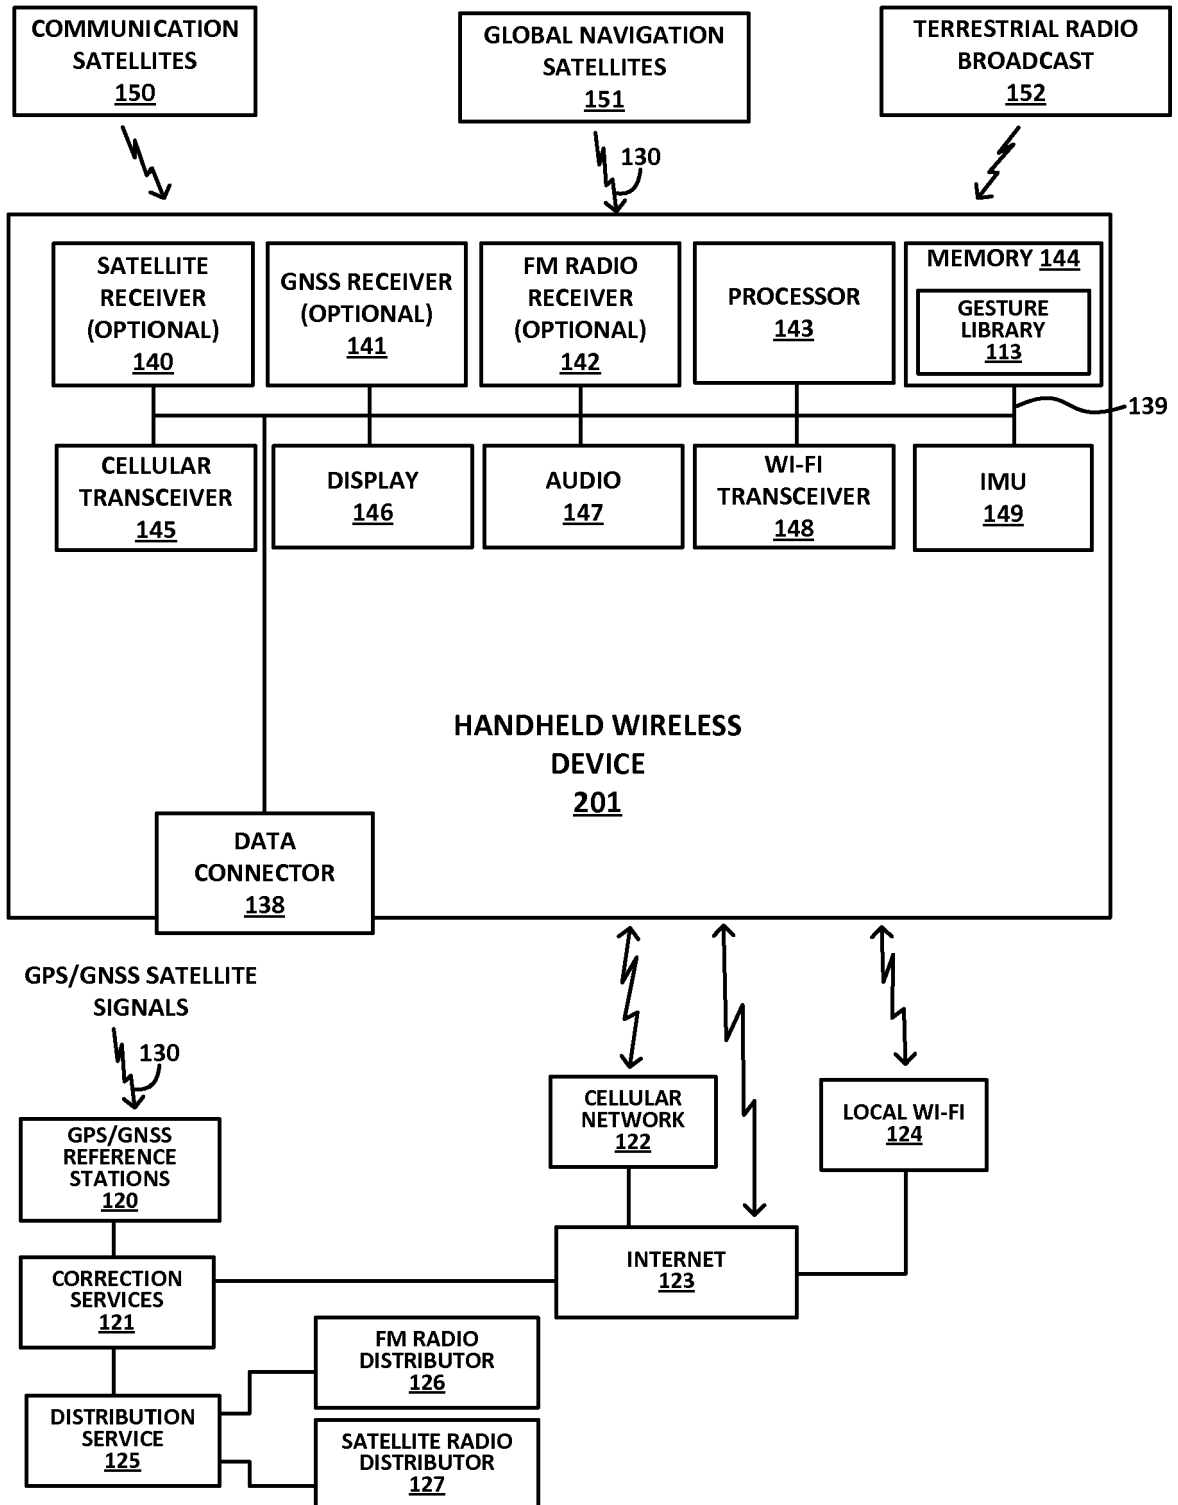 COMMUNICATION
SATELLITES
150
GLOBAL NAVIGATION
SATELLITES
151
TERRESTRIAL RADIO
BROADCAST
152
130
SATELLITE
RECEIVER
(OPTIONAL)
140
GNSS RECEIVER
(OPTIONAL)
141
FM RADIO
RECEIVER
(OPTIONAL)
142
PROCESSOR
143
MEMORY 144
GESTURE
LIBRARY
113
139
CELLULAR
TRANSCEIVER
145
DISPLAY
146
AUDIO
147
WI-FI
TRANSCEIVER
148
IMU
149
HANDHELD WIRELESS
DEVICE
201
DATA
CONNECTOR
138
GPS/GNSS SATELLITE
SIGNALS
130
GPS/GNSS
REFERENCE
STATIONS
120
CELLULAR
NETWORK
122
LOCAL WI-FI
124
CORRECTION
SERVICES
121
INTERNET
123
FM RADIO
DISTRIBUTOR
126
DISTRIBUTION
SERVICE
125
SATELLITE RADIO
DISTRIBUTOR
127